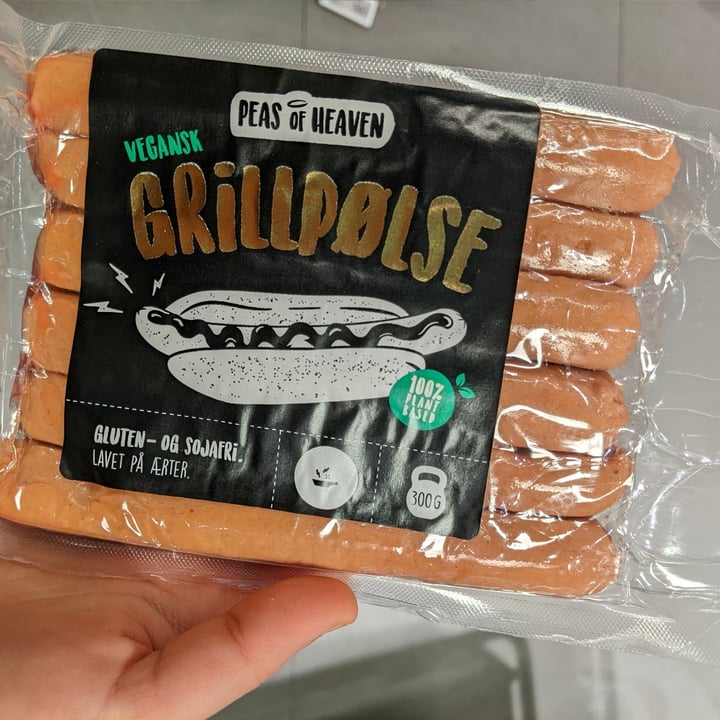 PEAS OF HEAVEN
VEGANSK
GRILLPØLSE
100%
PLANT
BASED
GLUTEN- OG SOJAFRI.
LAVET PÅ ÆRTER.
300G